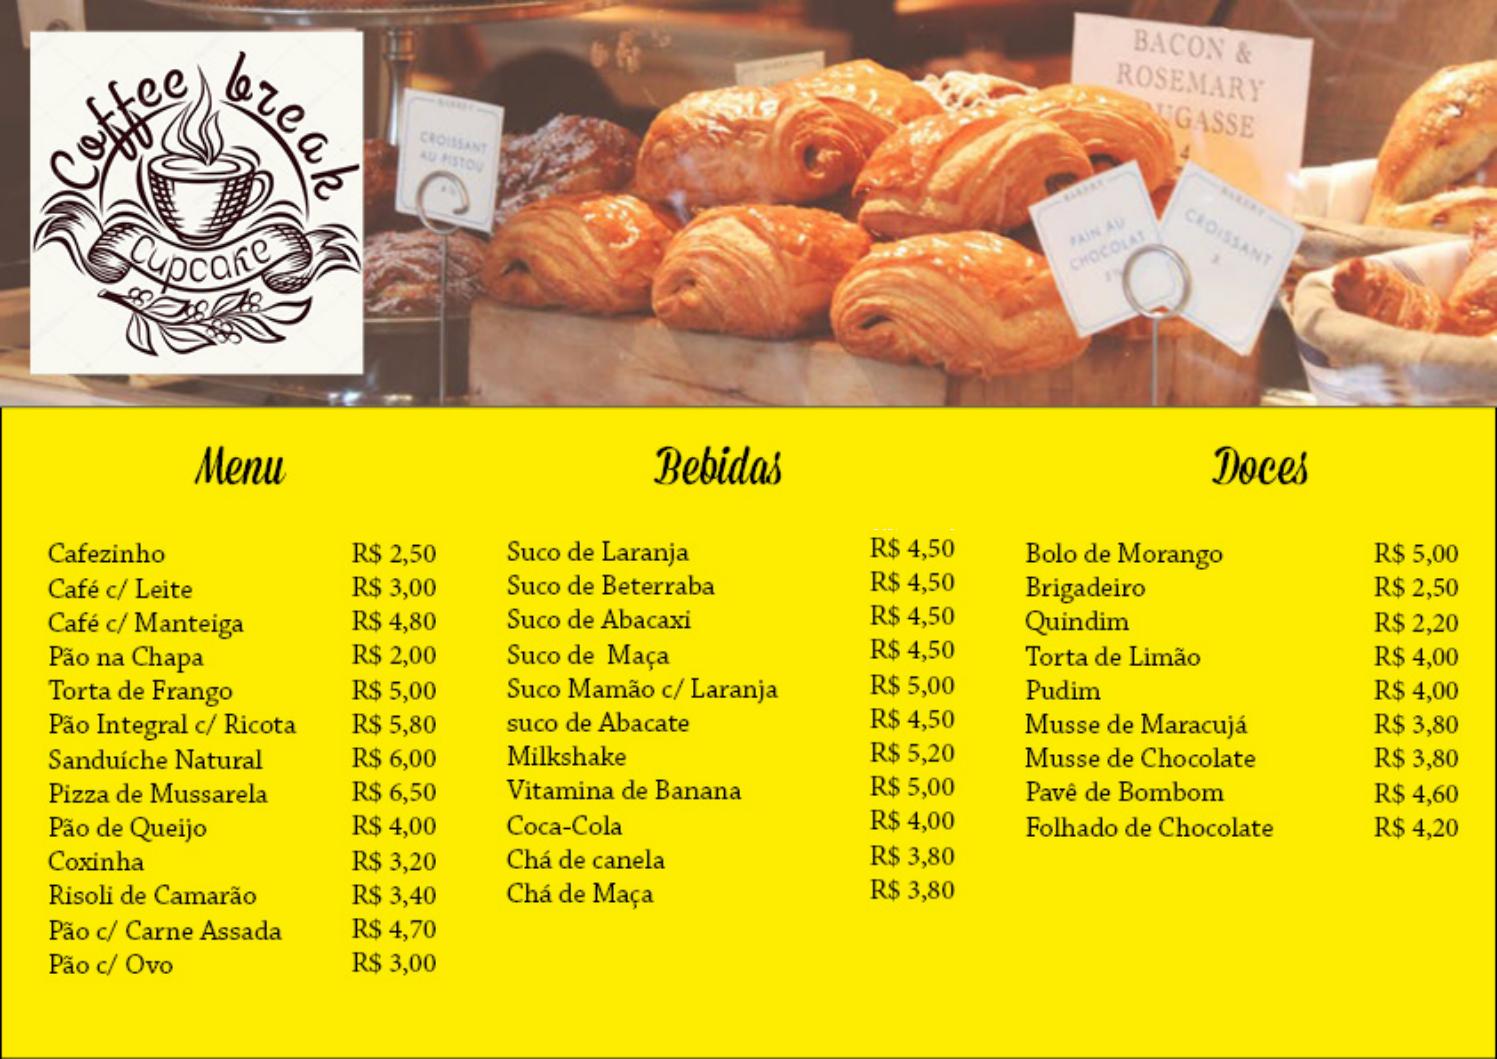 Coffee break
Cupcake
BAKERY
CROISSANT
AU PISTOU
BACON &
ROSEMARY
BAKERY
PAIN AU
CHOCOLAT
BAKERY
CROISSANT
Menu
Cafezinho R$ 2,50
Café c/ Leite R$ 3,00
Café c/ Manteiga R$ 4,80
Pão na Chapa R$ 2,00
Torta de Frango R$ 5,00
Pão Integral c/ Ricota R$ 5,80
Sanduíche Natural R$ 6,00
Pizza de Mussarela R$ 6,50
Pão de Queijo R$ 4,00
Coxinha R$ 3,20
Risoli de Camarão R$ 3,40
Pão c/ Carne Assada R$ 4,70
Pão c/ Ovo R$ 3,00
Bebidas
Suco de Laranja R$ 4,50
Suco de Beterraba R$ 4,50
Suco de Abacaxi R$ 4,50
Suco de  Maça R$ 4,50
Suco Mamão c/ Laranja R$ 5,00
suco de Abacate R$ 4,50
Milkshake R$ 5,20
Vitamina de Banana R$ 5,00
Coca-Cola R$ 4,00
Chá de canela R$ 3,80
Chá de Maça R$ 3,80
Doces
Bolo de Morango R$ 5,00
Brigadeiro R$ 2,50
Quindim R$ 2,20
Torta de Limão R$ 4,00
Pudim R$ 4,00
Musse de Maracujá R$ 3,80
Musse de Chocolate R$ 3,80
Pavê de Bombom R$ 4,60
Folhado de Chocolate R$ 4,20